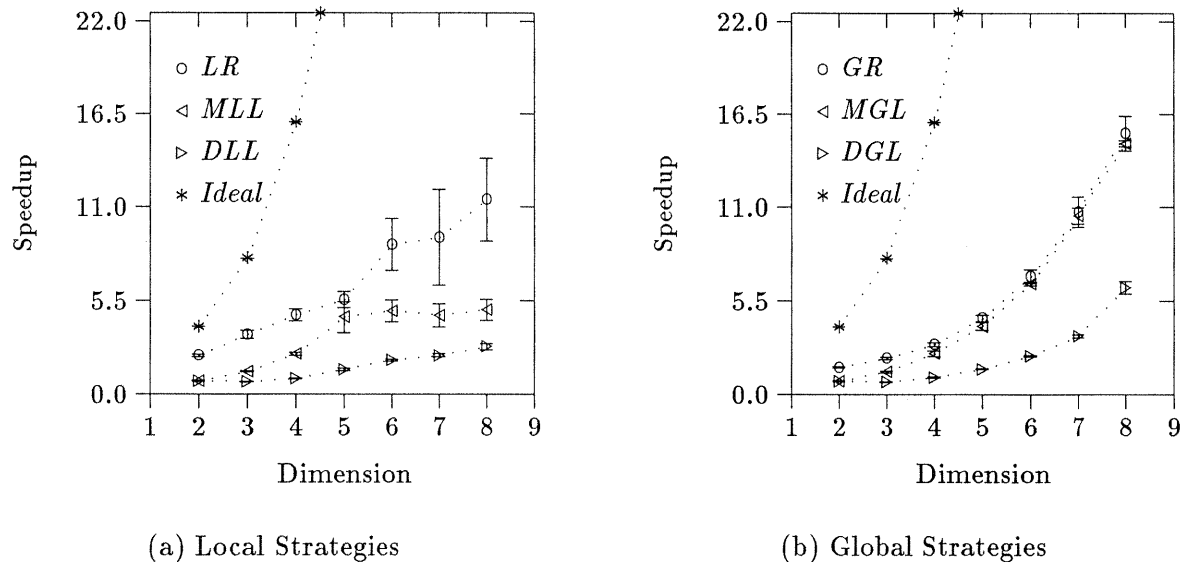 22.0
16.5
11.0
5.5
0.0
Speedup
LR
MLL
DLL
Ideal
1 2 3 4 5 6 7 8 9
Dimension
(a) Local Strategies
22.0
16.5
11.0
5.5
0.0
Speedup
GR
MGL
DGL
Ideal
1 2 3 4 5 6 7 8 9
Dimension
(b) Global Strategies